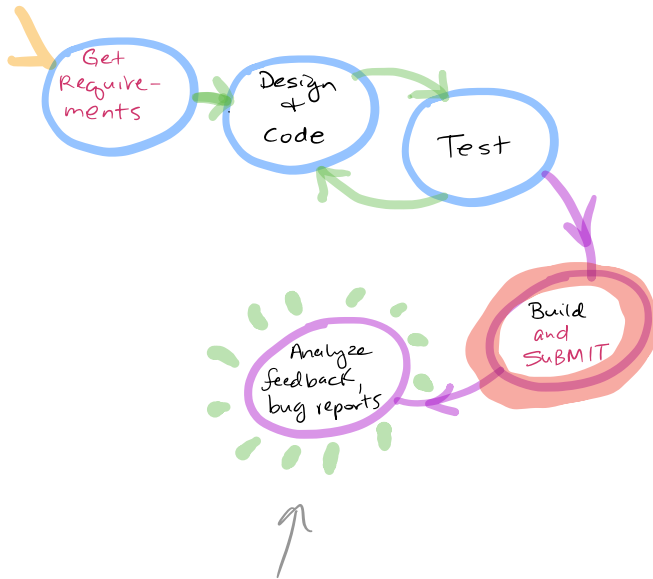 Get
Require-
ments
Design
&
Code
Test
Build
and
SUBMIT
Analyze
feedback,
bug reports